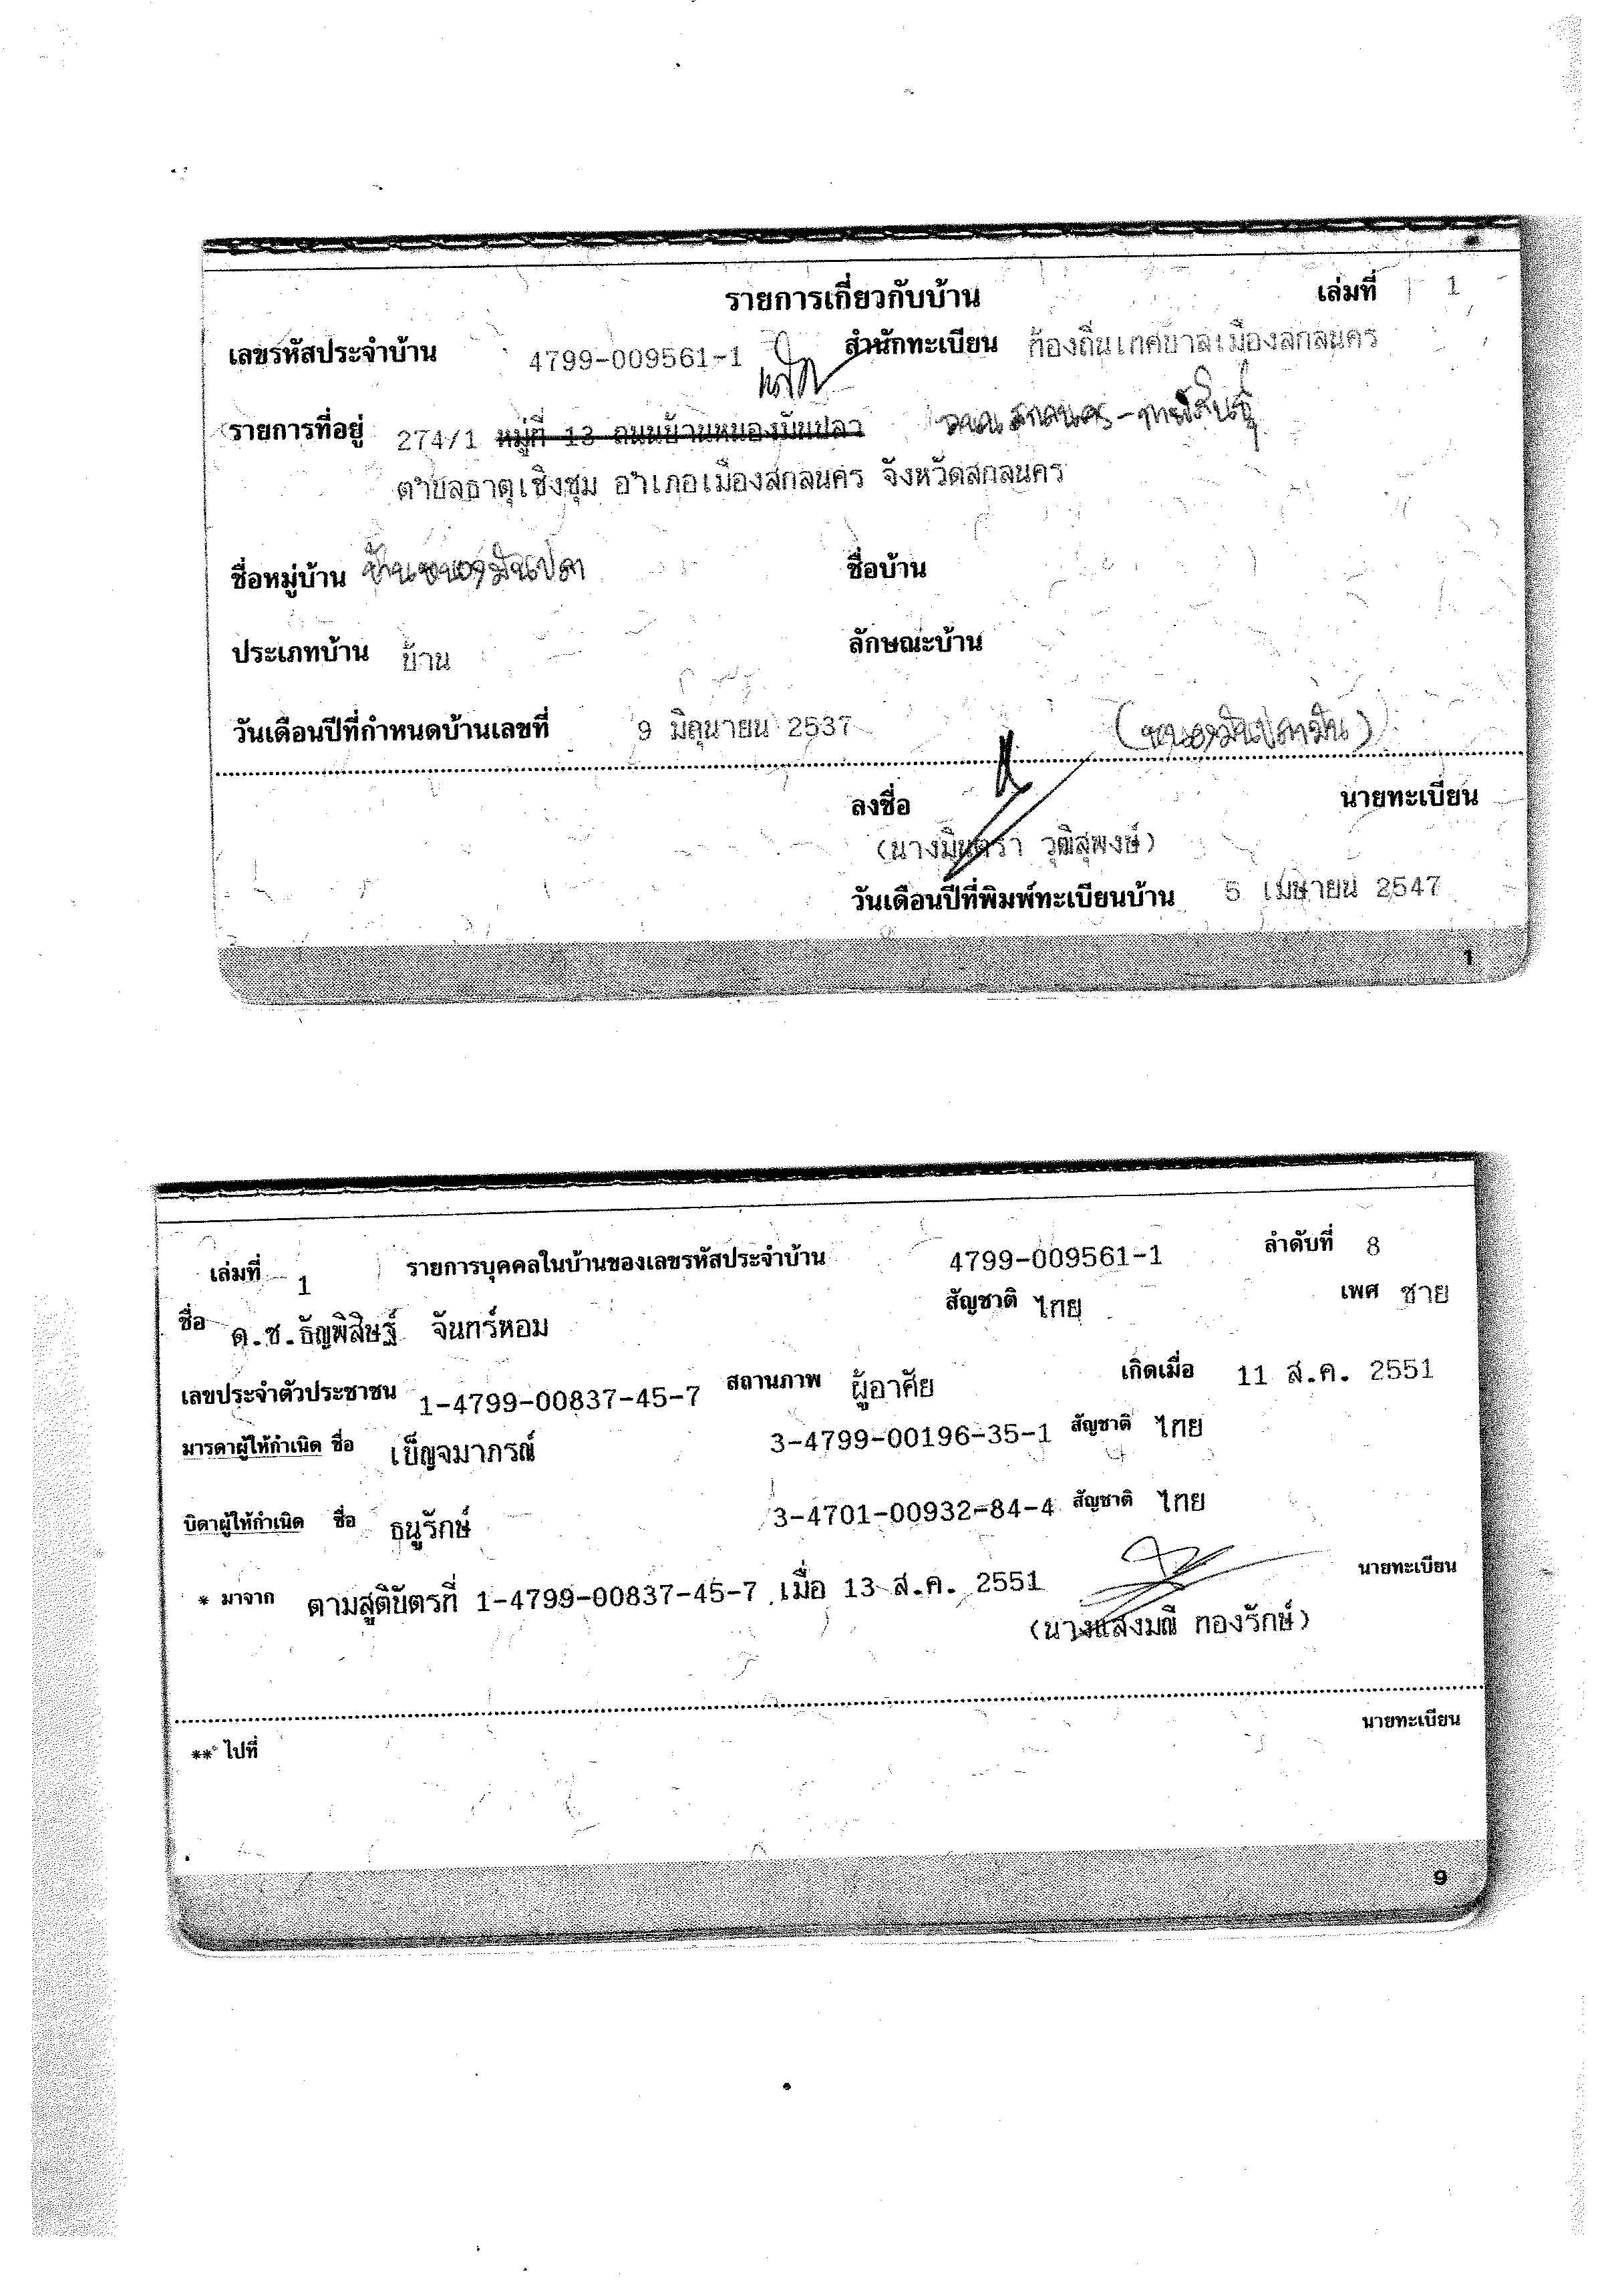 รายการเกี่ยวกับบ้าน เล่มที่ 1
เลขรหัสประจำบ้าน 4799-009561-1 สำนักทะเบียน ท้องถิ่นเทศบาลเมืองสกลนคร
รายการที่อยู่ 274/1 หมู่ที่ 13 ถนนบ้านหนองมันปลา ถนน สกลนคร-กาฬสินธุ์
ตำบลธาตุเชิงชุม อำเภอเมืองสกลนคร จังหวัดสกลนคร
ชื่อหมู่บ้าน บ้านหนองมันปลา ชื่อบ้าน
ประเภทบ้าน บ้าน ลักษณะบ้าน
วันเดือนปีที่กำหนดบ้านเลขที่ 9 มิถุนายน 2537
ลงชื่อ นายทะเบียน
(นางมินตรา วุฒิสุพงษ์)
วันเดือนปีที่พิมพ์ทะเบียนบ้าน 5 เมษายน 2547
1
เล่มที่ 1 รายการบุคคลในบ้านของเลขรหัสประจำบ้าน 4799-009561-1 ลำดับที่ 8
ชื่อ ด.ช.ธัญพิสิษฐ์ จันทร์หอม สัญชาติ ไทย เพศ ชาย
เลขประจำตัวประชาชน 1-4799-00837-45-7 สถานภาพ ผู้อาศัย เกิดเมื่อ 11 ส.ค. 2551
มารดาผู้ให้กำเนิด ชื่อ เบ็ญจมาภรณ์ 3-4799-00196-35-1 สัญชาติ ไทย
บิดาผู้ให้กำเนิด ชื่อ ธนูรักษ์ 3-4701-00932-84-4 สัญชาติ ไทย
* มาจาก ตามสูติบัตรที่ 1-4799-00837-45-7 เมื่อ 13 ส.ค. 2551 นายทะเบียน
(นางแสงมณี ทองรักษ์)
นายทะเบียน
** ไปที่
9